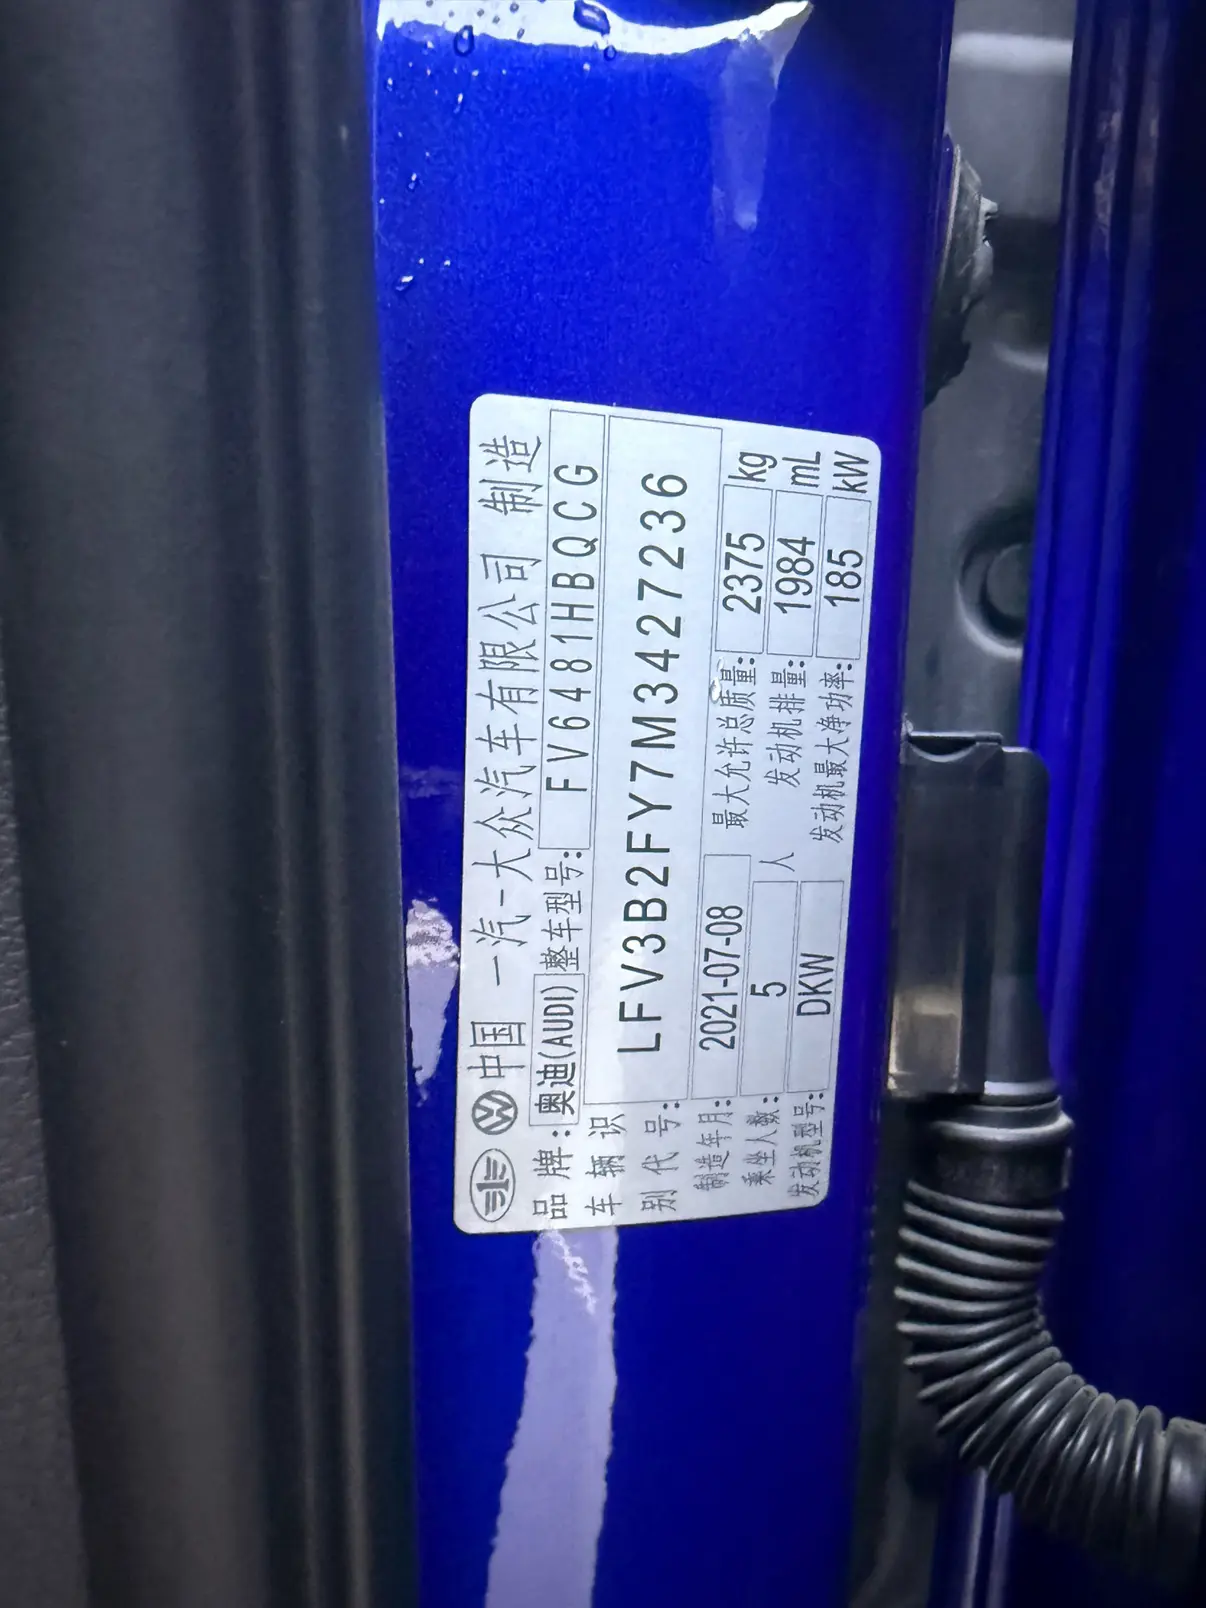 中国 一汽-大众汽车有限公司 制造
品牌:奥迪(AUDI) 整车型号: FV6481HBQCG
车辆识别代号: LFV3B2FY7M3427236
制造年月: 2021-07-08 最大允许总质量: 2375 kg
乘坐人数: 5 人 发动机排量: 1984 mL
发动机型号: DKW 发动机最大净功率: 185 kW